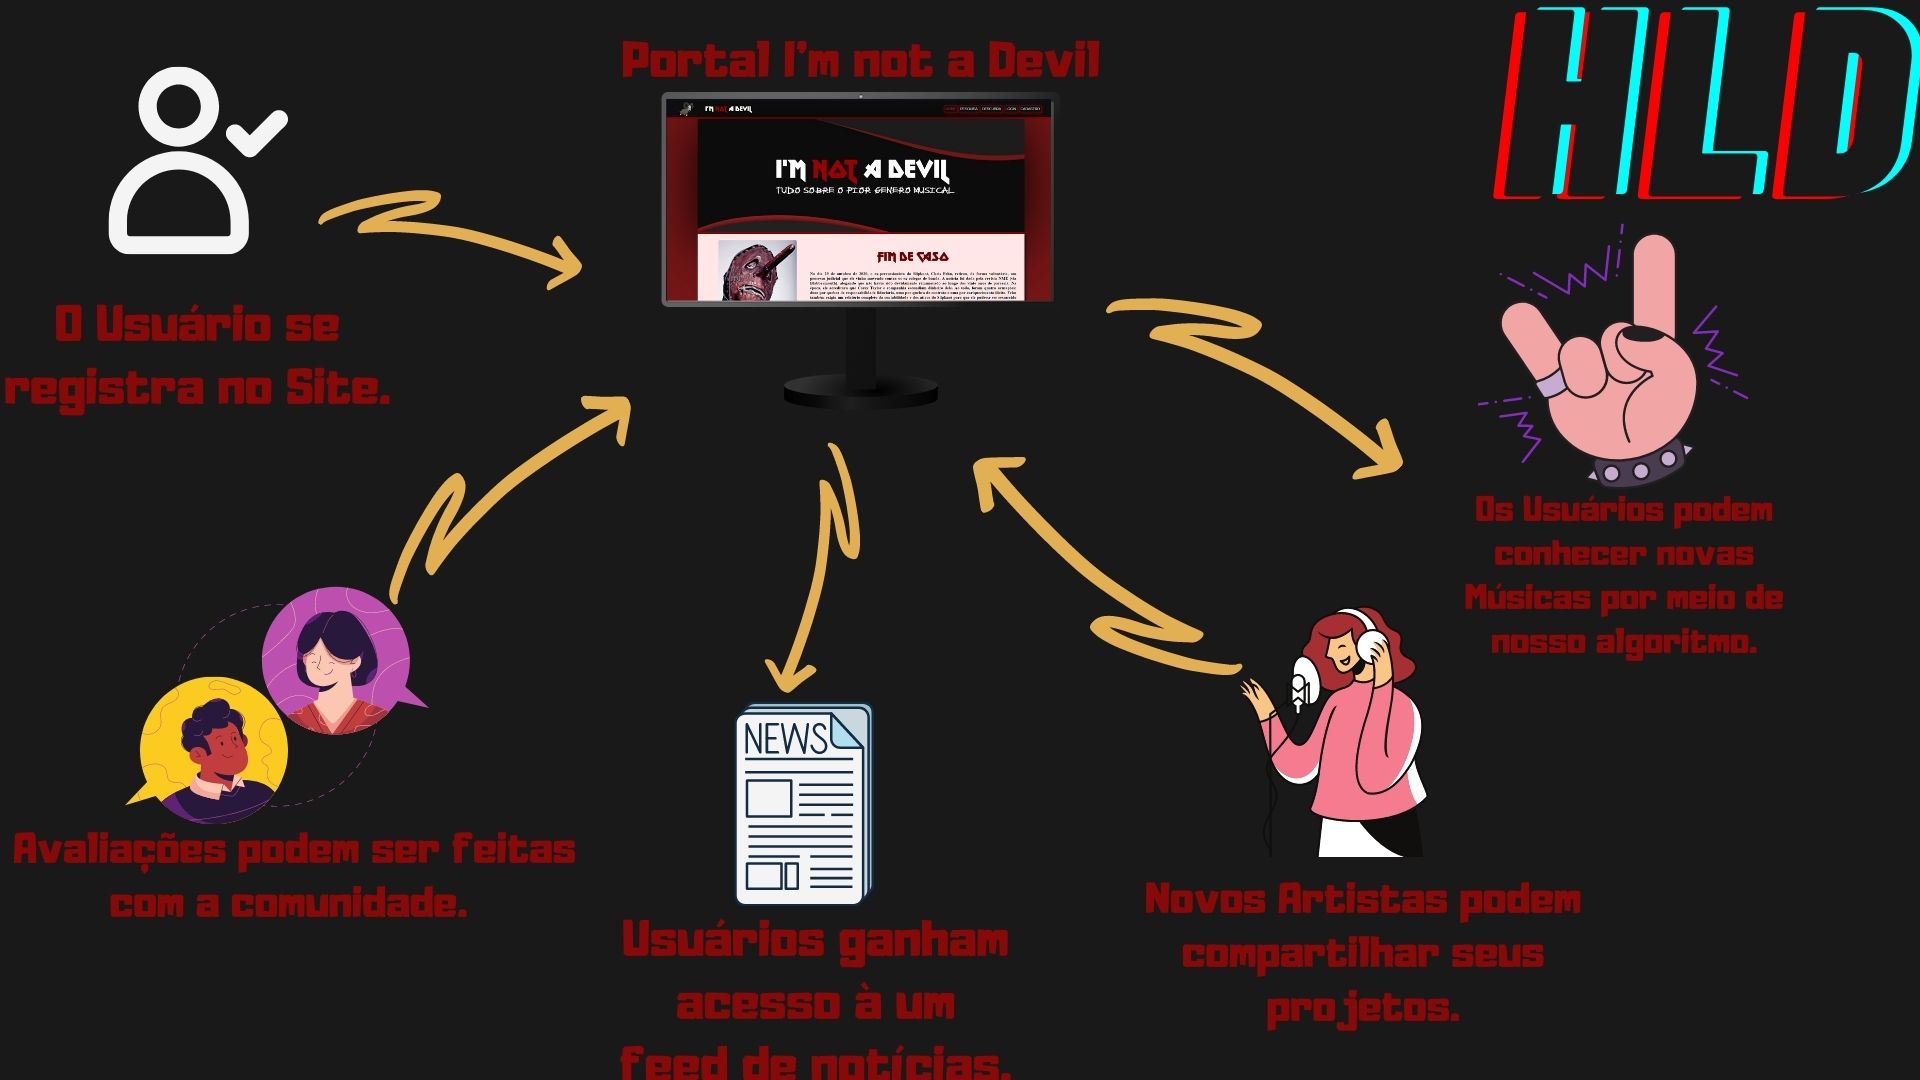 HLD
Portal I'm not a Devil
I'M NOT A DEVIL
I'M NOT A DEVIL
TUDO SOBRE O PIOR GENERO MUSICAL
FIM DE CASO
O Usuário se
registra no Site.
Os Usuários podem
conhecer novas
Músicas por meio de
nosso algoritmo.
NEWS
Avaliações podem ser feitas
com a comunidade.
Usuários ganham
acesso à um
feed de notícias.
Novos Artistas podem
compartilhar seus
projetos.